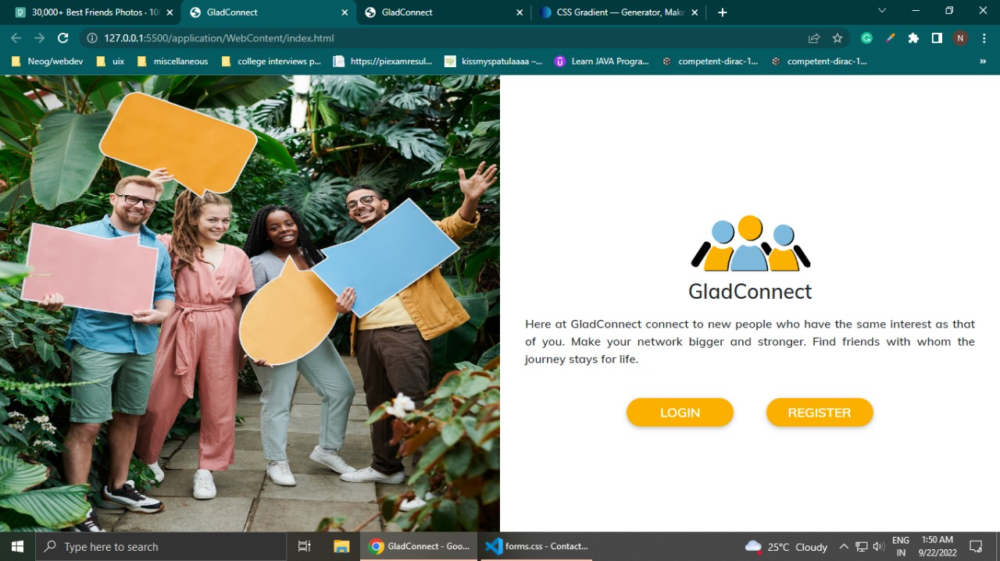 30,000+ Best Friends Photos · 10
GladConnect
GladConnect
CSS Gradient — Generator, Make
127.0.0.1:5500/application/WebContent/index.html
N
Neog/webdev
uix
miscellaneous
college interviews p...
https://piexamresul...
kissmyspatulaaaa –...
Learn JAVA Progra...
competent-dirac-1...
competent-dirac-1...
»
GladConnect
Here at GladConnect connect to new people who have the same interest as that
of you. Make your network bigger and stronger. Find friends with whom the
journey stays for life.
LOGIN
REGISTER
Type here to search
GladConnect - Goo...
forms.css - Contact...
25°C Cloudy
ENG
IN
1:50 AM
9/22/2022